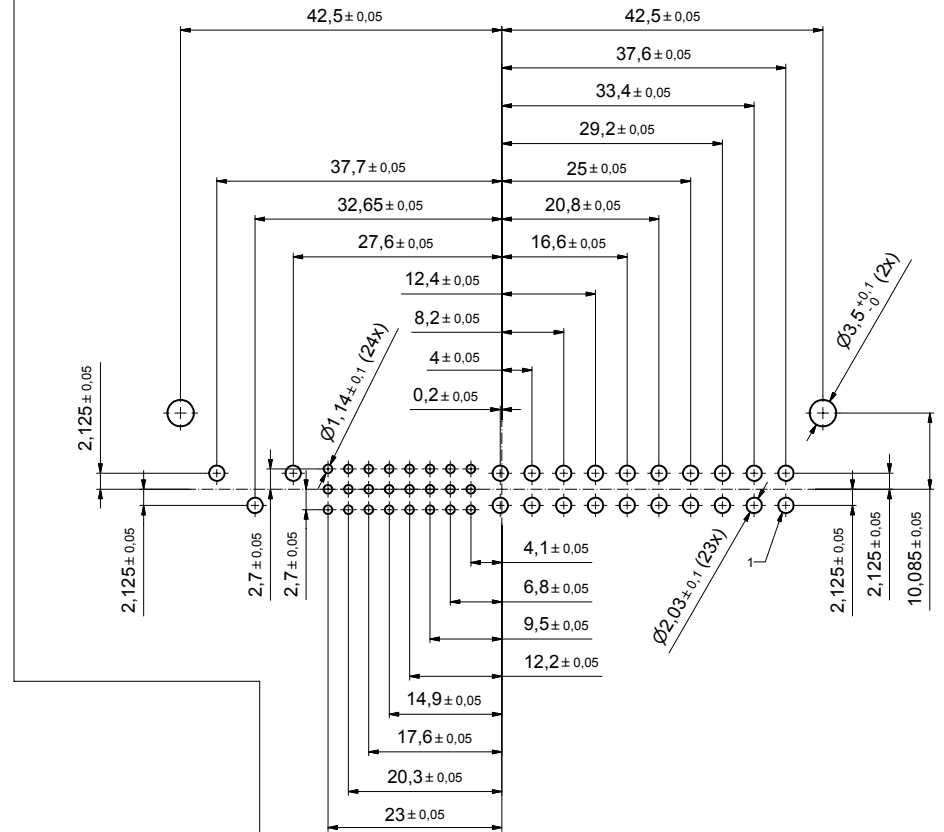 42,5 ± 0,05
42,5 ± 0,05
37,6 ± 0,05
33,4 ± 0,05
29,2 ± 0,05
37,7 ± 0,05
25 ± 0,05
32,65 ± 0,05
20,8 ± 0,05
27,6 ± 0,05
16,6 ± 0,05
12,4 ± 0,05
8,2 ± 0,05
4 ± 0,05
0,2 ± 0,05
Ø3,5 +0,1 -0 (2x)
Ø1,14 ± 0,1 (24x)
2,125 ± 0,05
2,125 ± 0,05
2,7 ± 0,05
2,7 ± 0,05
4,1 ± 0,05
6,8 ± 0,05
9,5 ± 0,05
12,2 ± 0,05
14,9 ± 0,05
17,6 ± 0,05
20,3 ± 0,05
23 ± 0,05
Ø2,03 ± 0,1 (23x)
1
2,125 ± 0,05
2,125 ± 0,05
10,085 ± 0,05